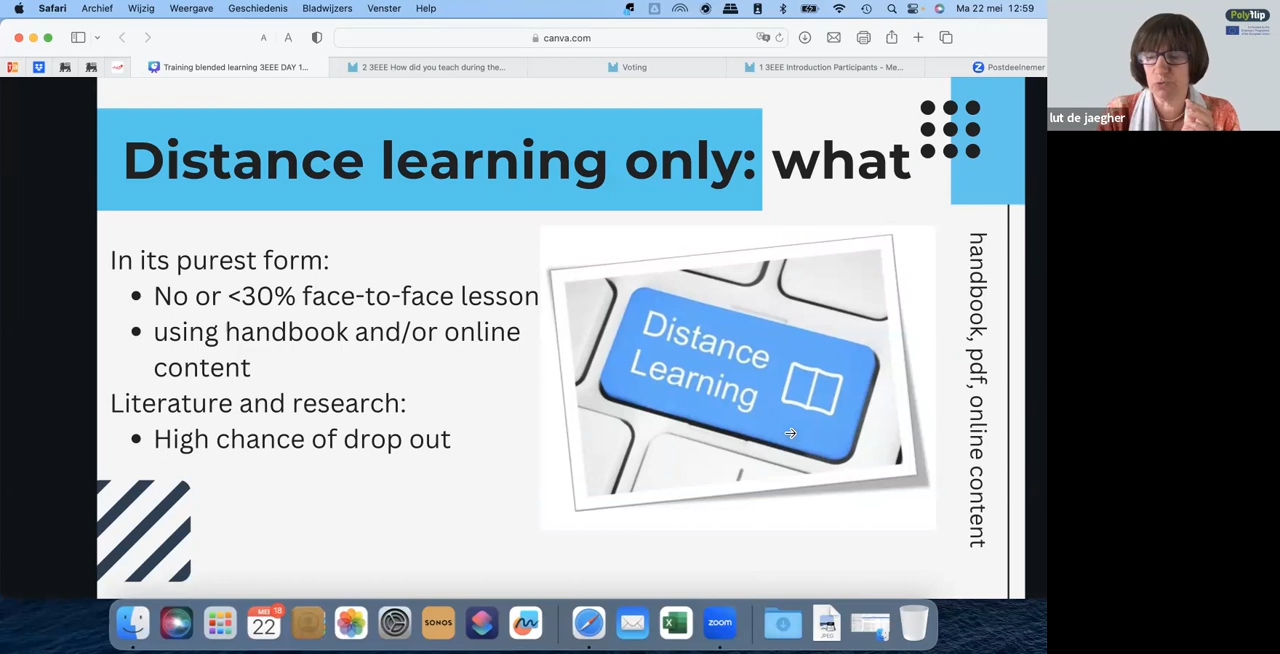 Safari Archief Wijzig Weergave Geschiedenis Bladwijzers Venster Help Ma 22 mei 12:59
A A canva.com
Training blended learning 3EEE DAY 1... 2 3EEE How did you teach during the... Voting 1 3EEE Introduction Participants - Me... Postdeelnemer
PolyFlip
lut de jaegher
Distance learning only: what
In its purest form:
• No or <30% face-to-face lesson
• using handbook and/or online
content
Literature and research:
• High chance of drop out
Distance
Learning
handbook, pdf, online content
MEI 18
22
SONOS
zoom
JPEG